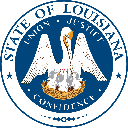 STATE OF LOUISIANA
UNION · JUSTICE
CONFIDENCE